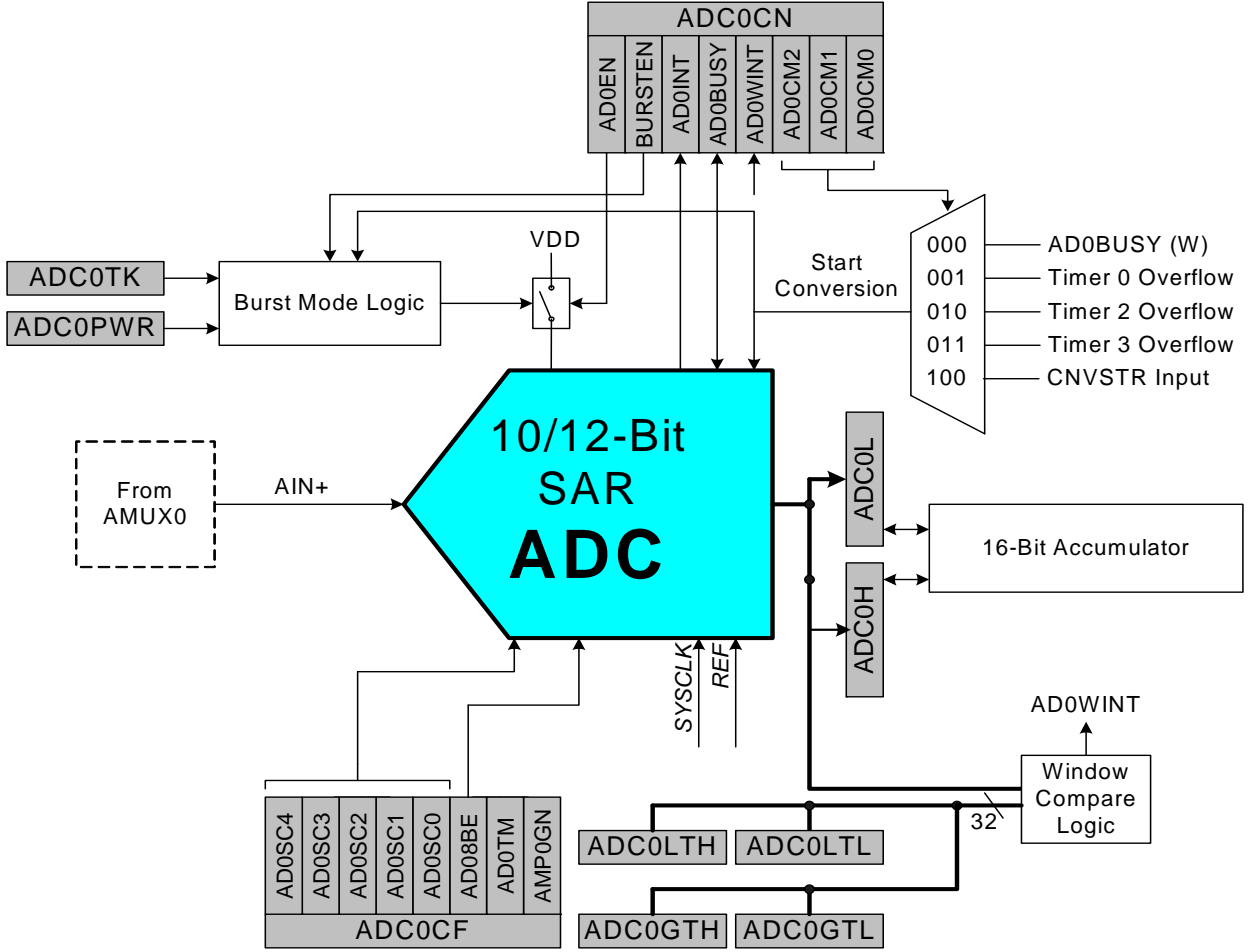 ADC0CN
AD0EN
BURSTEN
AD0INT
AD0BUSY
AD0WINT
AD0CM2
AD0CM1
AD0CM0
VDD
Start
Conversion
000
001
010
011
100
AD0BUSY (W)
Timer 0 Overflow
Timer 2 Overflow
Timer 3 Overflow
CNVSTR Input
ADC0TK
ADC0PWR
Burst Mode Logic
From
AMUX0
AIN+
10/12-Bit
SAR
ADC
ADC0L
ADC0H
16-Bit Accumulator
SYSCLK
REF
AD0WINT
Window
Compare
Logic
32
AD0SC4
AD0SC3
AD0SC2
AD0SC1
AD0SC0
AD08BE
AD0TM
AMP0GN
ADC0CF
ADC0LTH
ADC0LTL
ADC0GTH
ADC0GTL